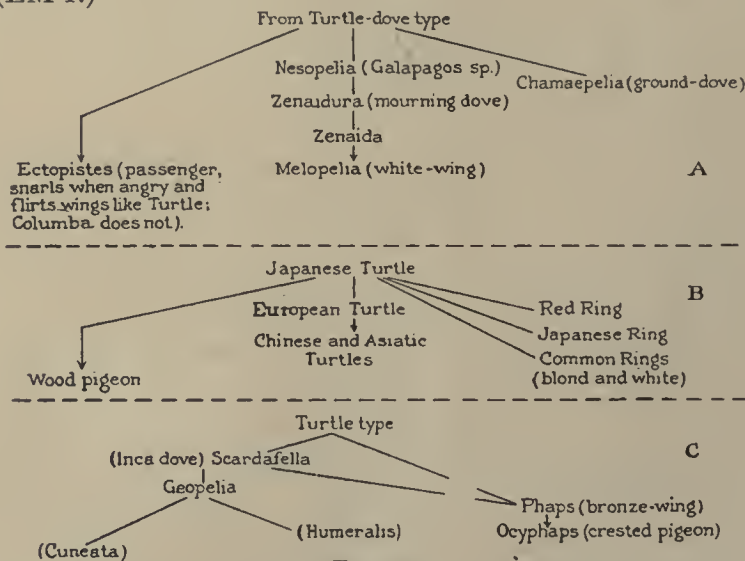 From Turtle-dove type
Nesopelia (Galapagos sp.)
Chamaepelia (ground-dove)
Zenaidura (mourning dove)
Zenaida
Ectopistes (passenger,
snarls when angry and
flirts wings like Turtle;
Columba does not).
Melopelia (white-wing)
A
Japanese Turtle
B
European Turtle
Red Ring
Chinese and Asiatic
Turtles
Japanese Ring
Common Rings
(blond and white)
Wood pigeon
Turtle type
C
(Inca dove) Scardafella
Geopelia
Phaps (bronze-wing)
(Humeralis)
Ocyphaps (crested pigeon)
(Cuneata)